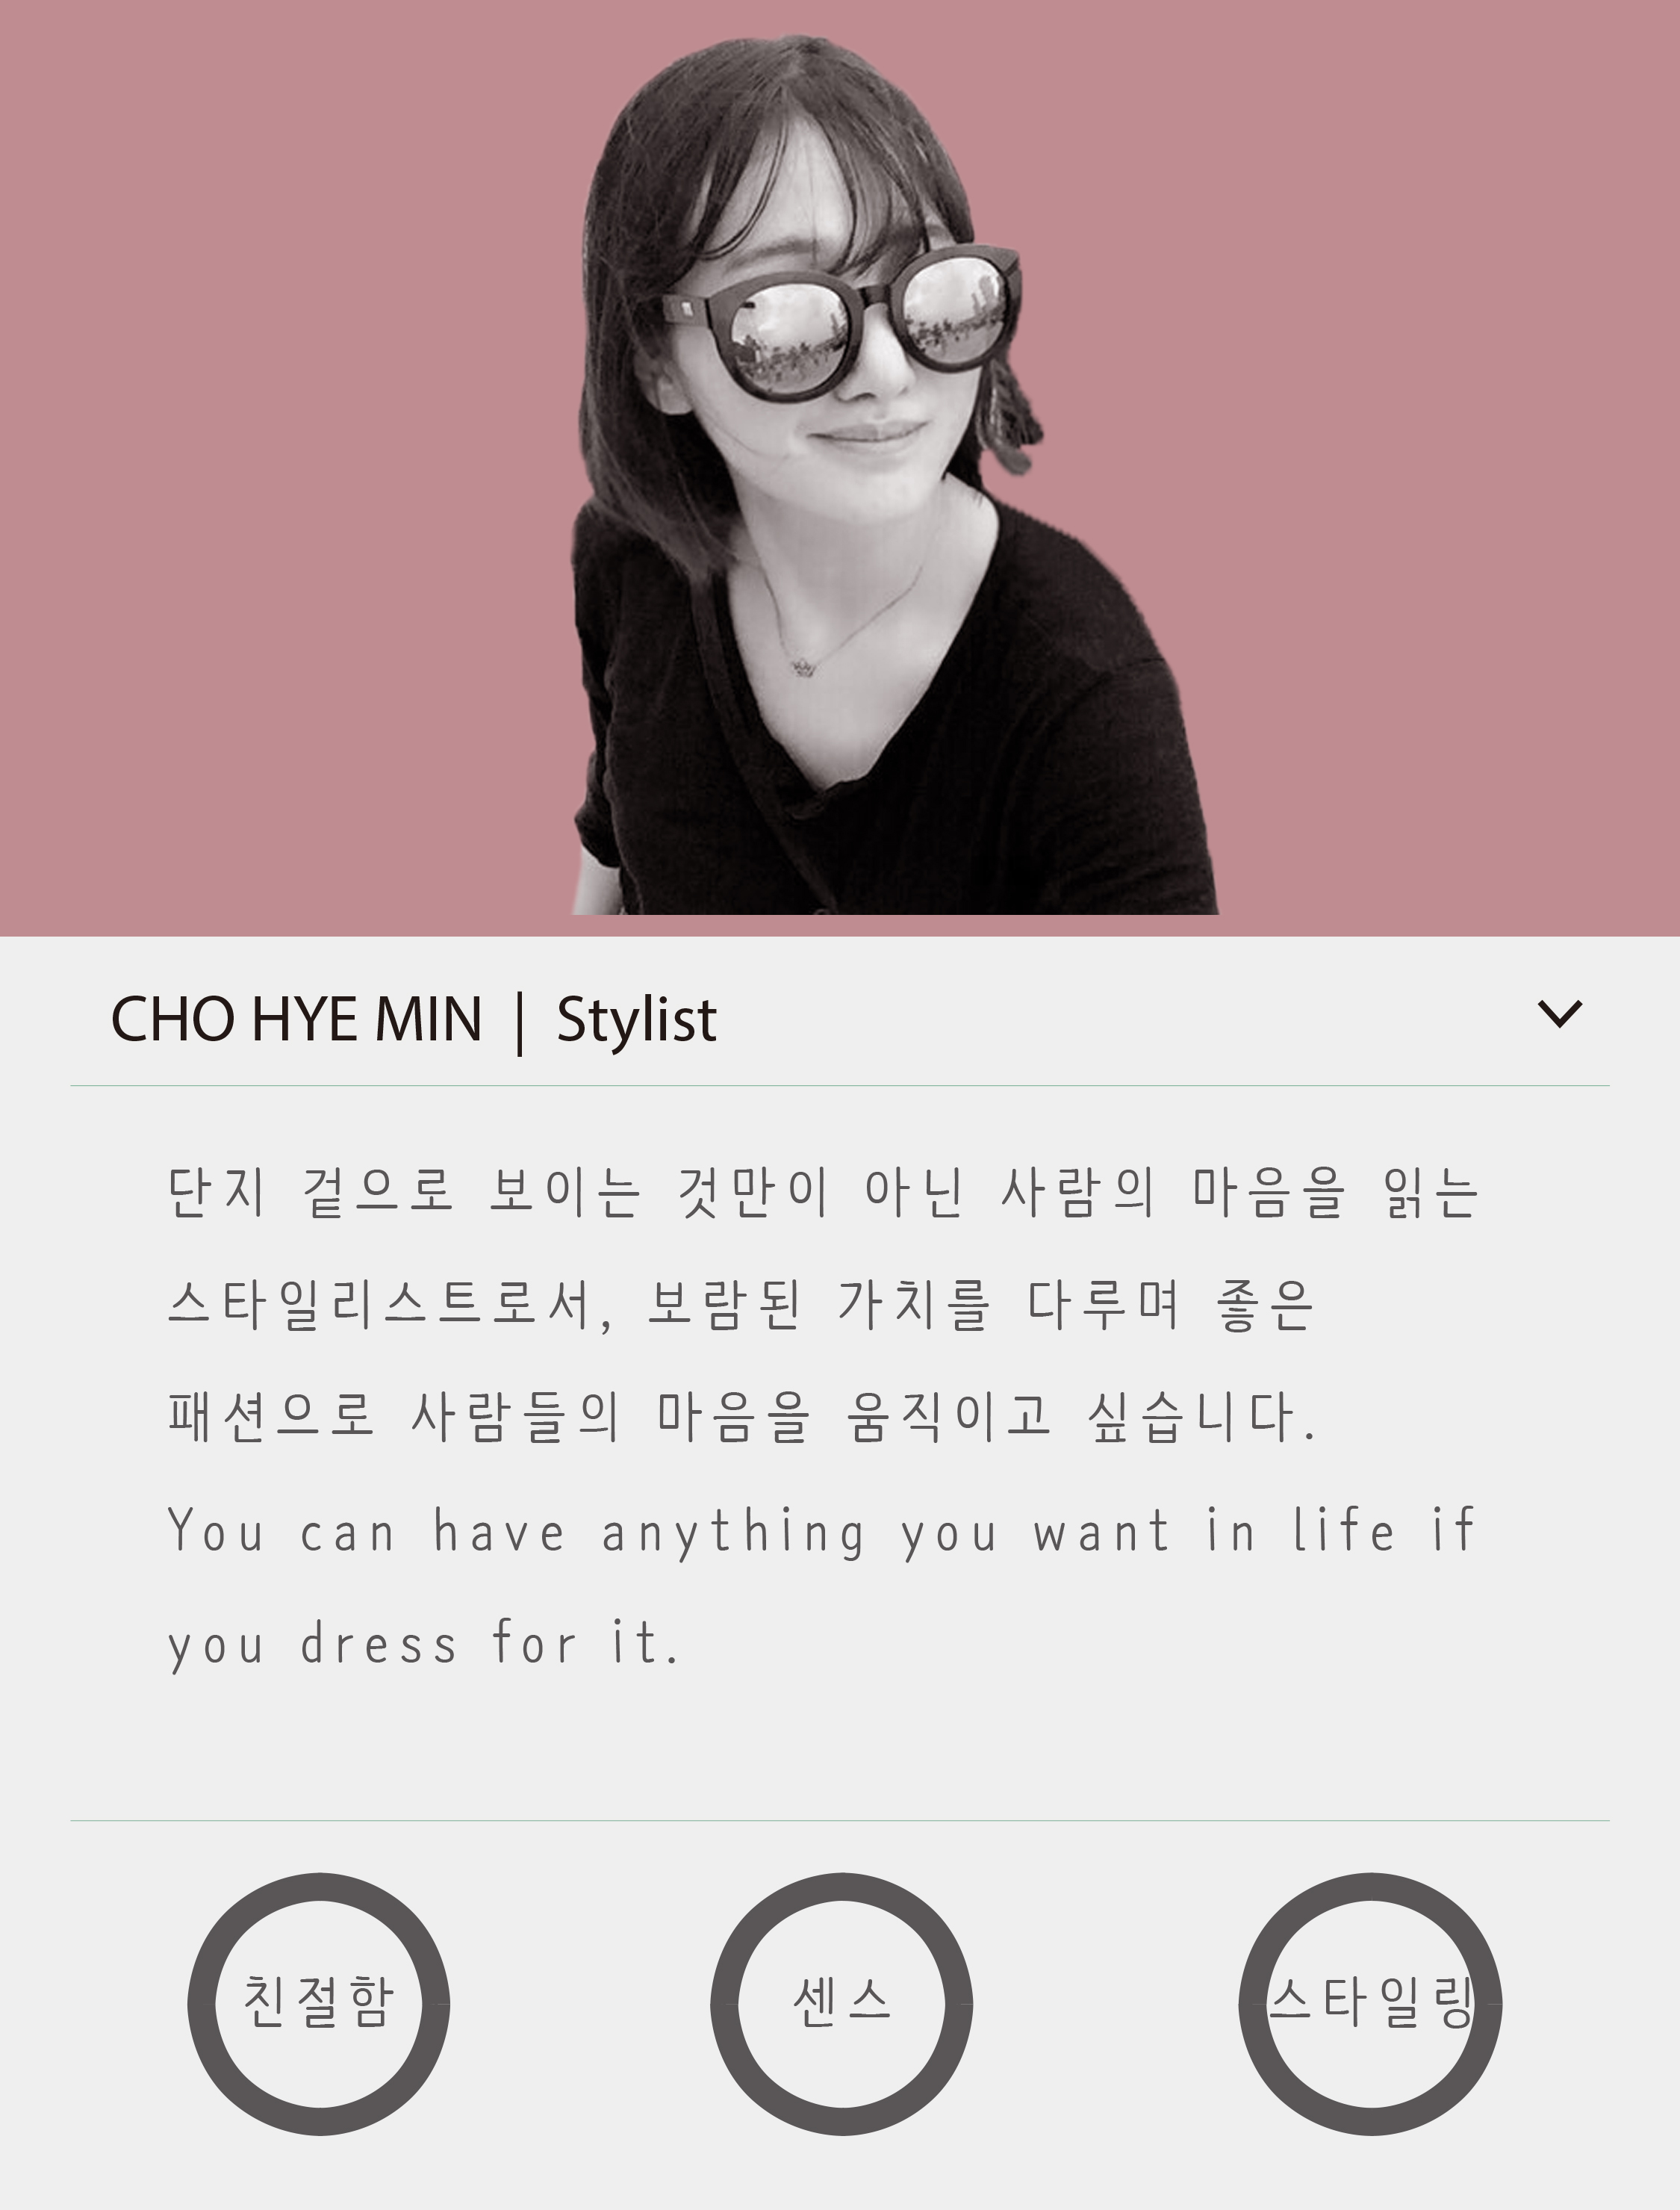 CHO HYE MIN | Stylist
단지 겉으로 보이는 것만이 아닌 사람의 마음을 읽는
스타일리스트로서, 보람된 가치를 다루며 좋은
패션으로 사람들의 마음을 움직이고 싶습니다.
You can have anything you want in life if
you dress for it.
친절함 센스 스타일링